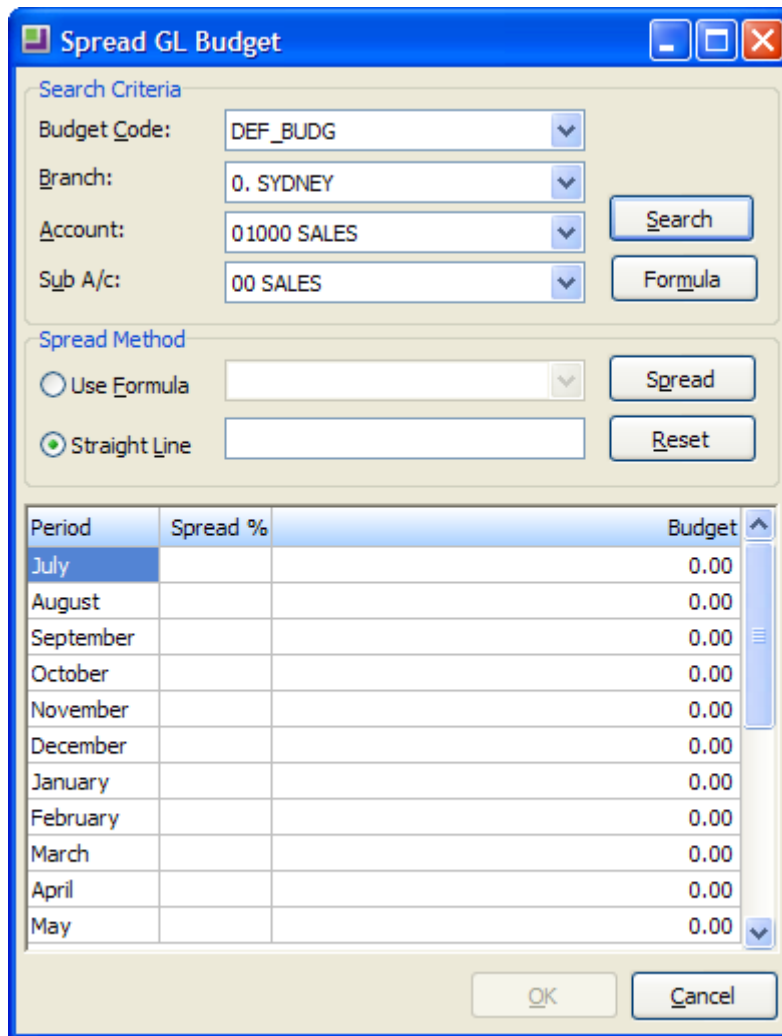 Spread GL Budget
Search Criteria
Budget Code: DEF_BUDG
Branch: 0. SYDNEY
Account: 01000 SALES Search
Sub A/c: 00 SALES Formula
Spread Method
Use Formula Spread
Straight Line Reset
Period Spread % Budget
July 0.00
August 0.00
September 0.00
October 0.00
November 0.00
December 0.00
January 0.00
February 0.00
March 0.00
April 0.00
May 0.00
OK Cancel